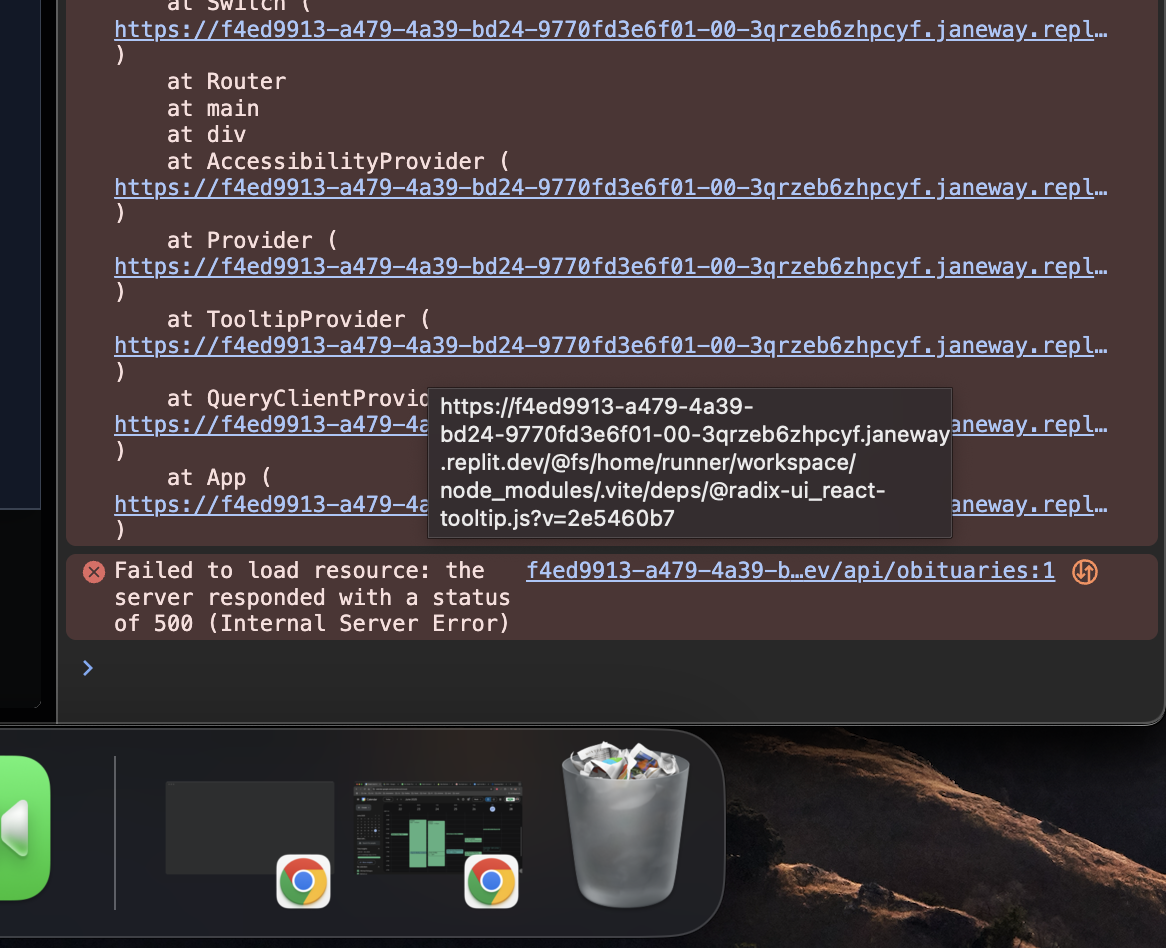 at Switch (
https://f4ed9913-a479-4a39-bd24-9770fd3e6f01-00-3qrzeb6zhpcyf.janeway.repl…
)
at Router
at main
at div
at AccessibilityProvider (
https://f4ed9913-a479-4a39-bd24-9770fd3e6f01-00-3qrzeb6zhpcyf.janeway.repl…
)
at Provider (
https://f4ed9913-a479-4a39-bd24-9770fd3e6f01-00-3qrzeb6zhpcyf.janeway.repl…
)
at TooltipProvider (
https://f4ed9913-a479-4a39-bd24-9770fd3e6f01-00-3qrzeb6zhpcyf.janeway.repl…
)
at QueryClientProvid
https://f4ed9913-a479-4a aneway.repl…
)
at App (
https://f4ed9913-a479-4a aneway.repl…
)
https://f4ed9913-a479-4a39-
bd24-9770fd3e6f01-00-3qrzeb6zhpcyf.janeway
.replit.dev/@fs/home/runner/workspace/
node_modules/.vite/deps/@radix-ui_react-
tooltip.js?v=2e5460b7
Failed to load resource: the f4ed9913-a479-4a39-b…ev/api/obituaries:1
server responded with a status
of 500 (Internal Server Error)